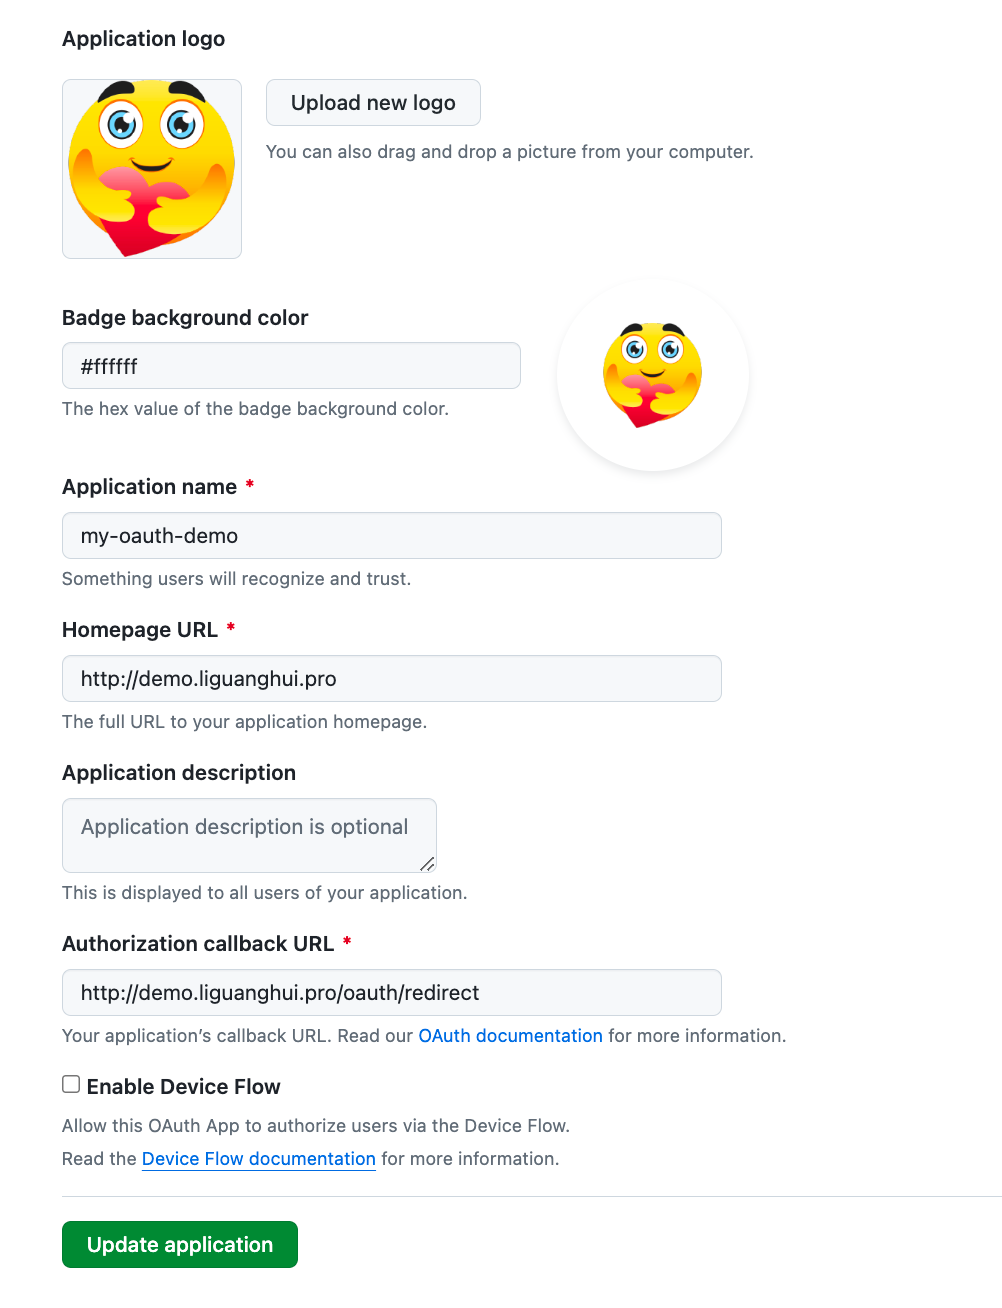 Application logo
Upload new logo
You can also drag and drop a picture from your computer.
Badge background color
#ffffff
The hex value of the badge background color.
Application name *
my-oauth-demo
Something users will recognize and trust.
Homepage URL *
http://demo.liguanghui.pro
The full URL to your application homepage.
Application description
Application description is optional
This is displayed to all users of your application.
Authorization callback URL *
http://demo.liguanghui.pro/oauth/redirect
Your application’s callback URL. Read our OAuth documentation for more information.
Enable Device Flow
Allow this OAuth App to authorize users via the Device Flow.
Read the Device Flow documentation for more information.
Update application